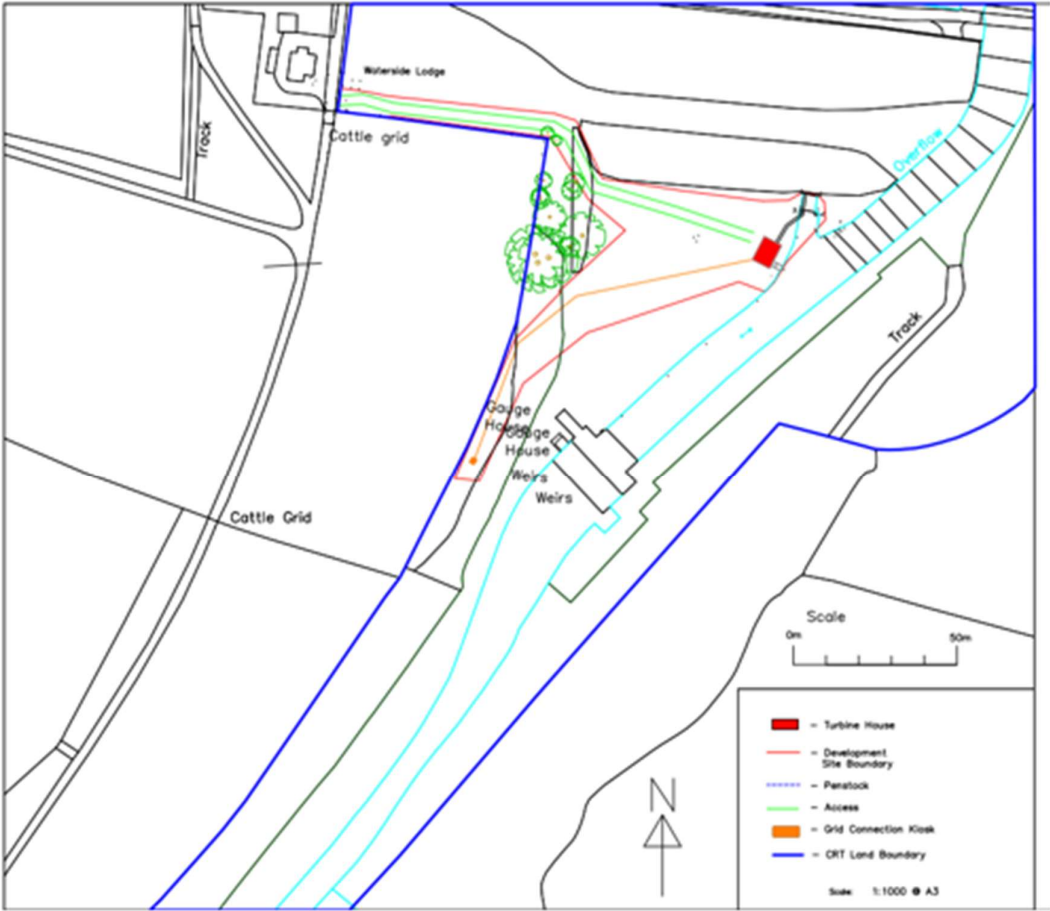 Waterside Lodge
Cattle grid
Track
Overflow
Track
Gauge
House
Gauge
House
Weirs
Weirs
Cattle Grid
Scale
0m 50m
N
- Turbine House
- Development
Site Boundary
- Penstock
- Access
- Grid Connection Kiosk
- CRT Land Boundary
Scale: 1:1000 @ A3